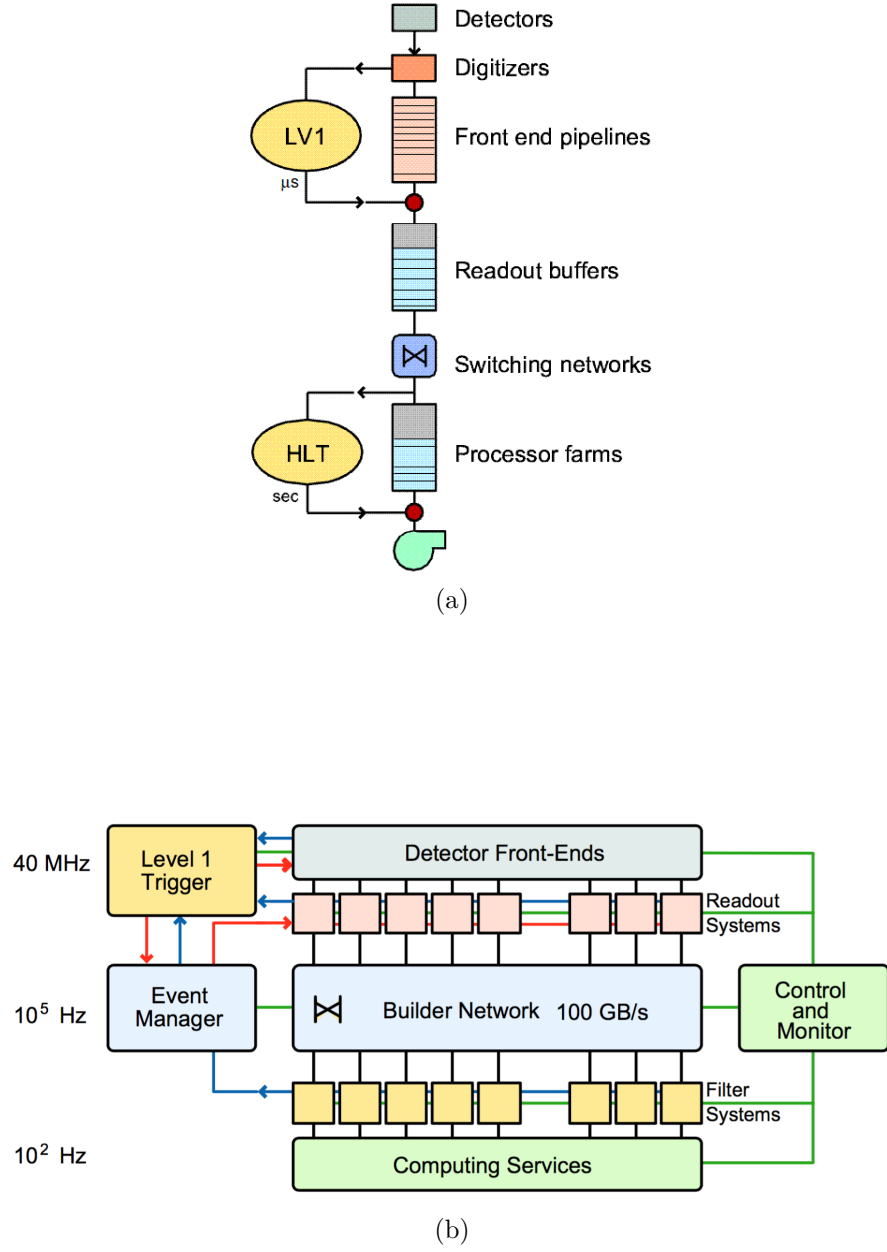 Detectors
Digitizers
LV1
Front end pipelines
μs
Readout buffers
Switching networks
HLT
Processor farms
sec
(a)
40 MHz
Level 1
Trigger
Detector Front-Ends
Readout
Systems
10⁵ Hz
Event
Manager
Builder Network 100 GB/s
Control
and
Monitor
Filter
Systems
10² Hz
Computing Services
(b)